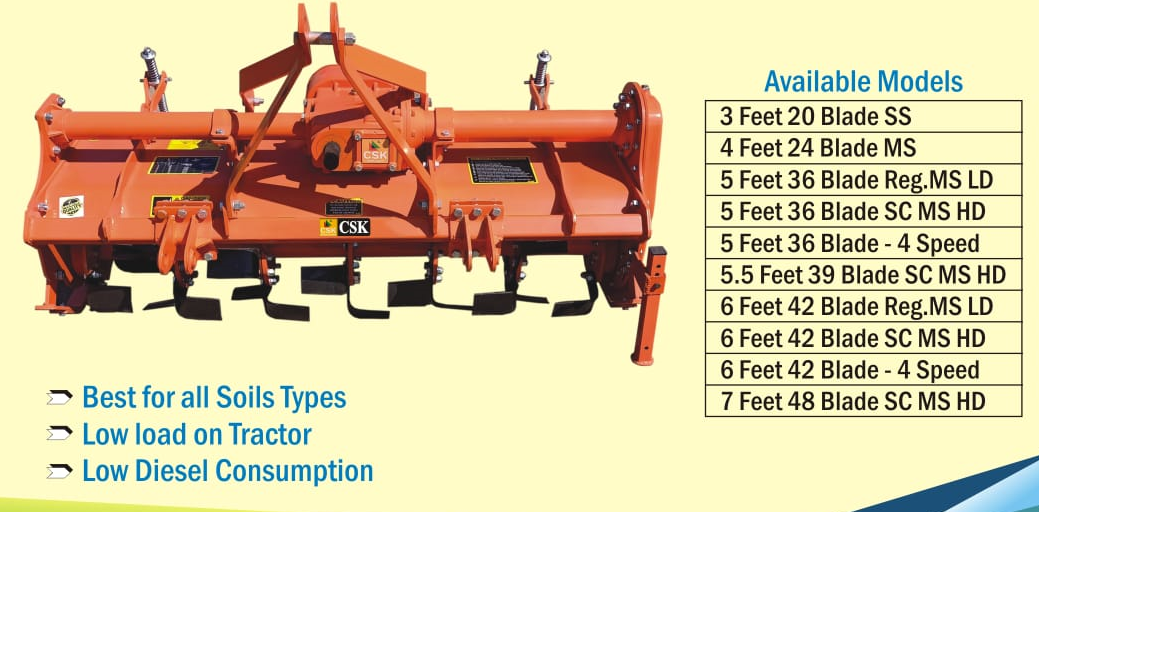 Available Models
3 Feet 20 Blade SS
4 Feet 24 Blade MS
5 Feet 36 Blade Reg.MS LD
5 Feet 36 Blade SC MS HD
5 Feet 36 Blade - 4 Speed
5.5 Feet 39 Blade SC MS HD
6 Feet 42 Blade Reg.MS LD
6 Feet 42 Blade SC MS HD
6 Feet 42 Blade - 4 Speed
7 Feet 48 Blade SC MS HD
CSK
QUALITY
CSK CSK
Best for all Soils Types
Low load on Tractor
Low Diesel Consumption